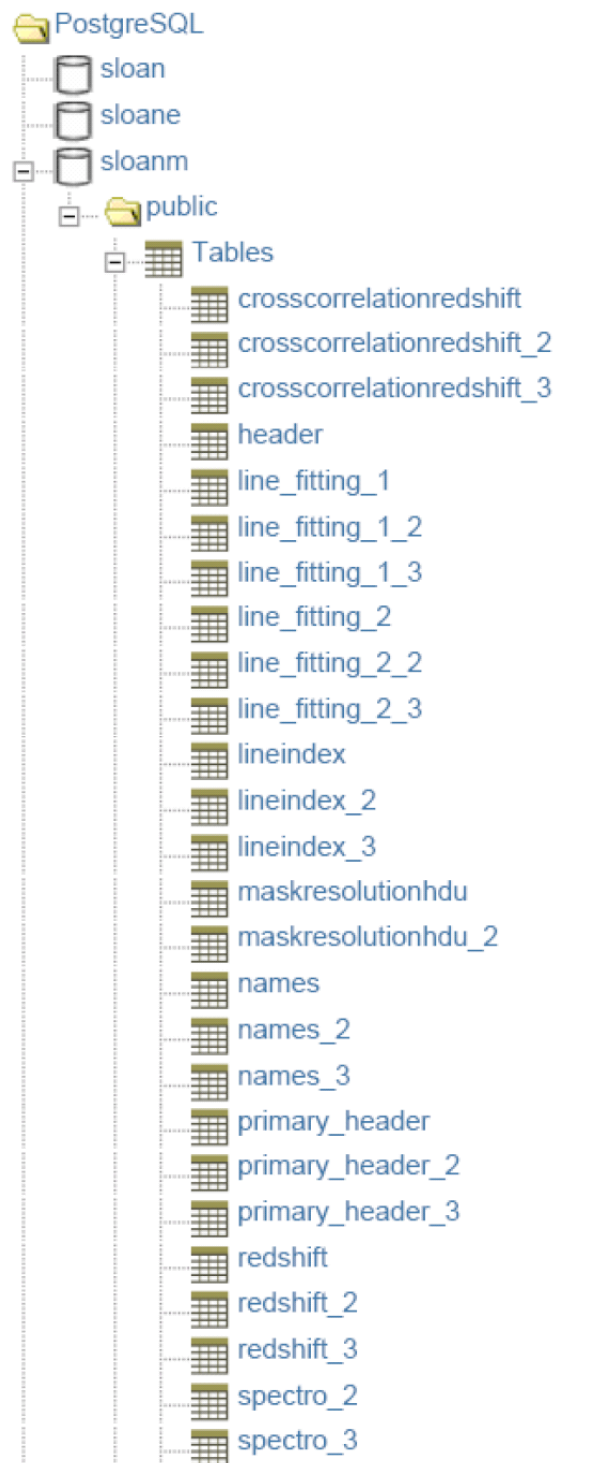 PostgreSQL
sloan
sloane
sloanm
public
Tables
crosscorrelationredshift
crosscorrelationredshift_2
crosscorrelationredshift_3
header
line_fitting_1
line_fitting_1_2
line_fitting_1_3
line_fitting_2
line_fitting_2_2
line_fitting_2_3
lineindex
lineindex_2
lineindex_3
maskresolutionhdu
maskresolutionhdu_2
names
names_2
names_3
primary_header
primary_header_2
primary_header_3
redshift
redshift_2
redshift_3
spectro_2
spectro_3